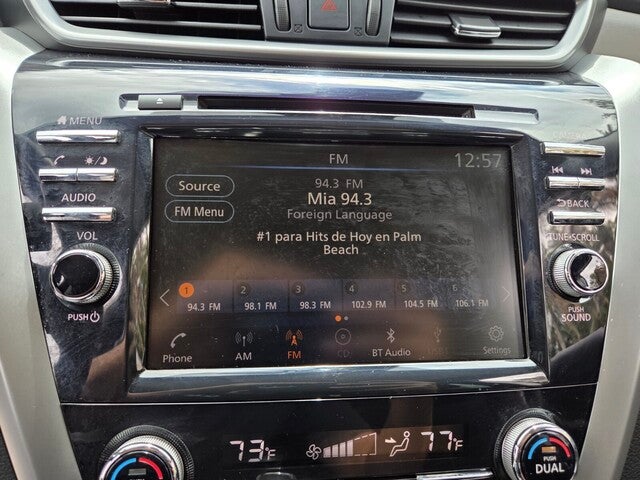 MENU
AUDIO
VOL
PUSH
FM
12:57
Source
FM Menu
94.3 FM
Mia 94.3
Foreign Language
#1 para Hits de Hoy en Palm
Beach
1 2 3 4 5 6
94.3 FM 98.1 FM 98.3 FM 102.9 FM 104.5 FM 106.1 FM
Phone AM FM CD BT Audio Settings
BACK
TUNE•SCROLL
PUSH
SOUND
73°F 77°F
PUSH
DUAL